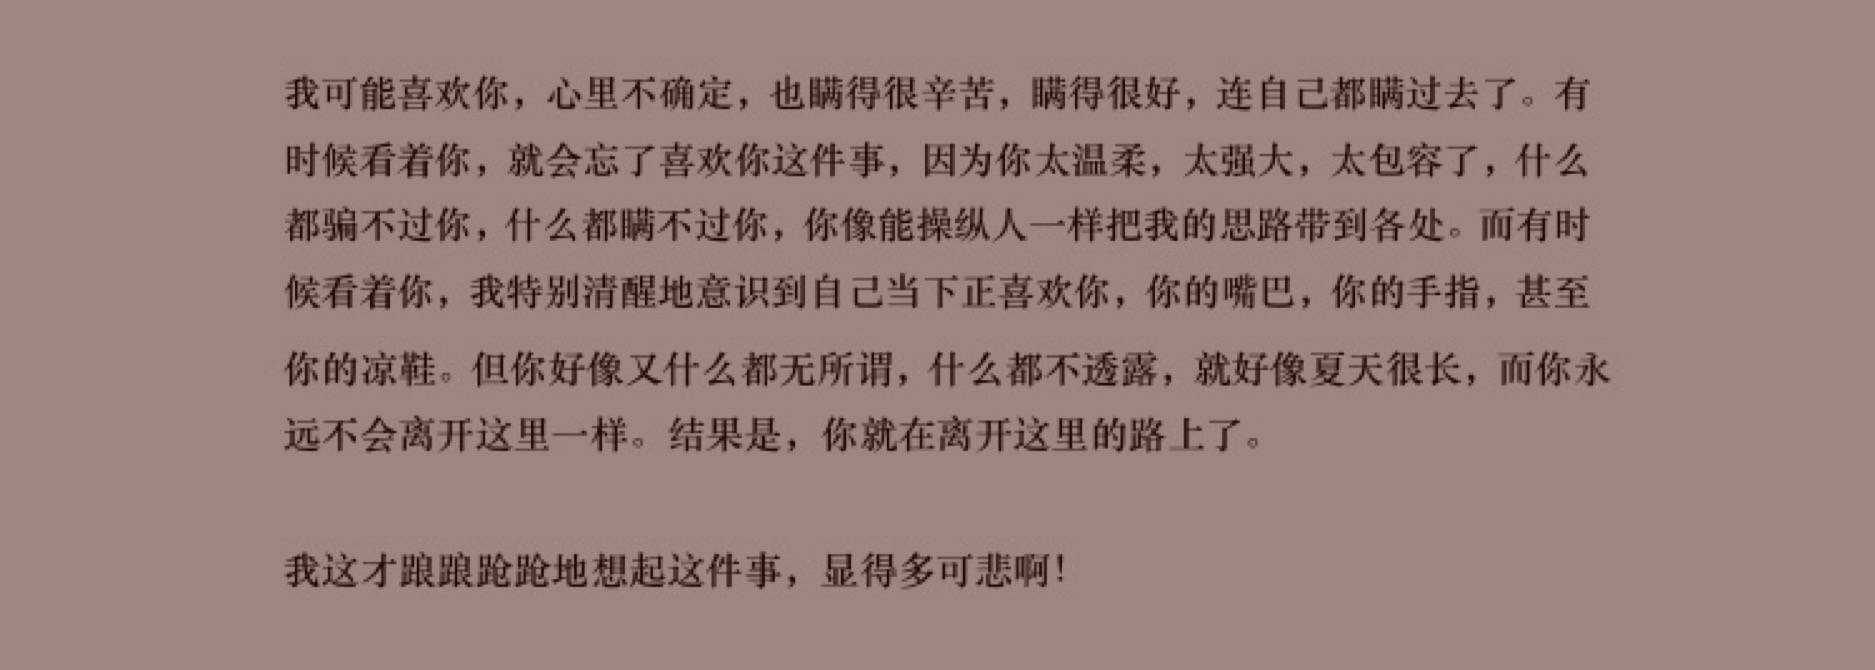 我可能喜欢你，心里不确定，也瞒得很辛苦，瞒得很好，连自己都瞒过去了。有
时候看着你，就会忘了喜欢你这件事，因为你太温柔，太强大，太包容了，什么
都骗不过你，什么都瞒不过你，你像能操纵人一样把我的思路带到各处。而有时
候看着你，我特别清醒地意识到自己当下正喜欢你，你的嘴巴，你的手指，甚至
你的凉鞋。但你好像又什么都无所谓，什么都不透露，就好像夏天很长，而你永
远不会离开这里一样。结果是，你就在离开这里的路上了。
我这才踉踉跄跄地想起这件事，显得多可悲啊！